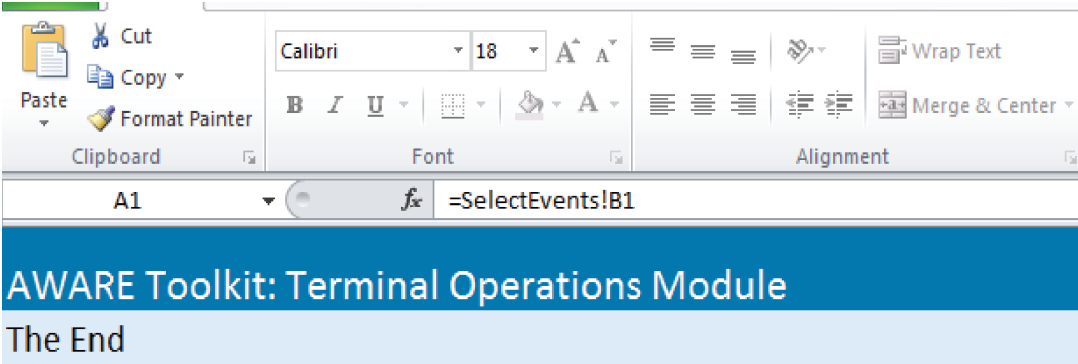 Cut
Calibri 18 A A Wrap Text
Copy
Paste B I U A Merge & Center
Format Painter
Clipboard Font Alignment
A1 fx =SelectEvents!B1
AWARE Toolkit: Terminal Operations Module
The End